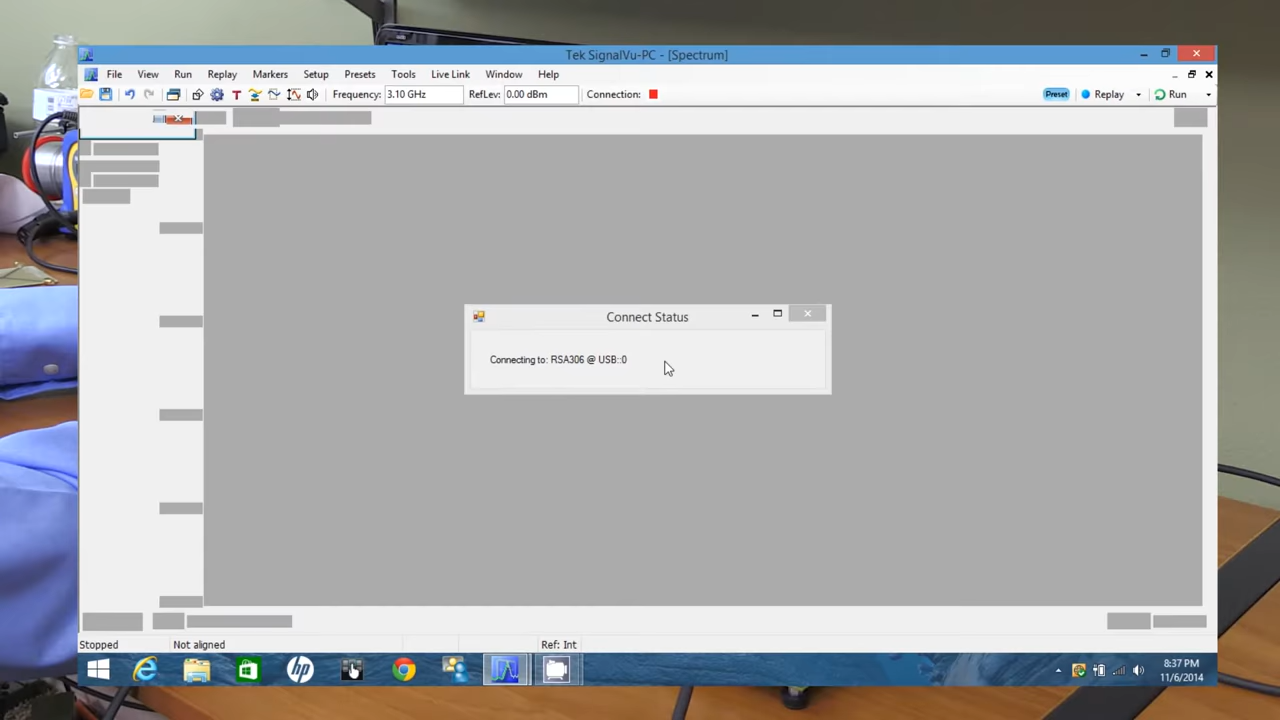 Tek SignalVu-PC - [Spectrum]
File View Run Replay Markers Setup Presets Tools Live Link Window Help
Frequency: 3.10 GHz RefLev: 0.00 dBm Connection: Preset Replay Run
Connect Status
Connecting to: RSA306 @ USB::0
Stopped Not aligned Ref: Int
8:37 PM
11/6/2014